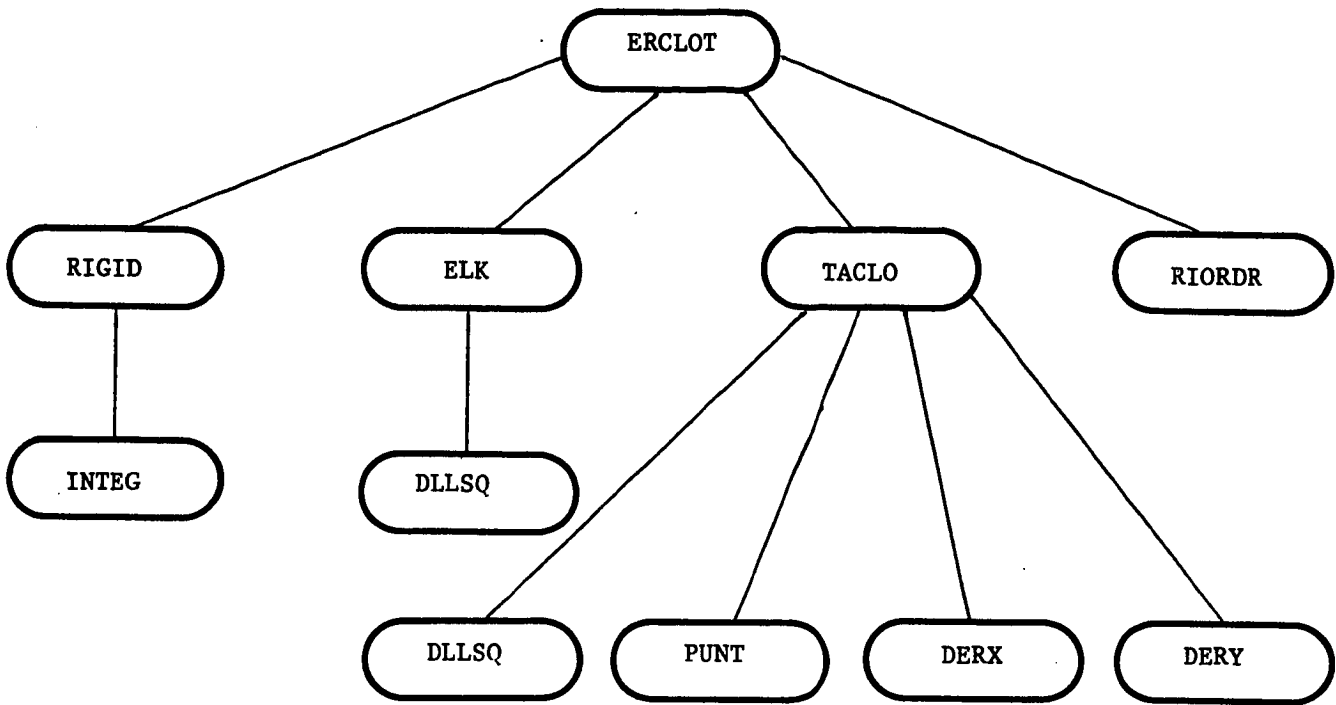 ERCLOT
RIGID
ELK
TACLO
RIORDR
INTEG
DLLSQ
DLLSQ
PUNT
DERX
DERY